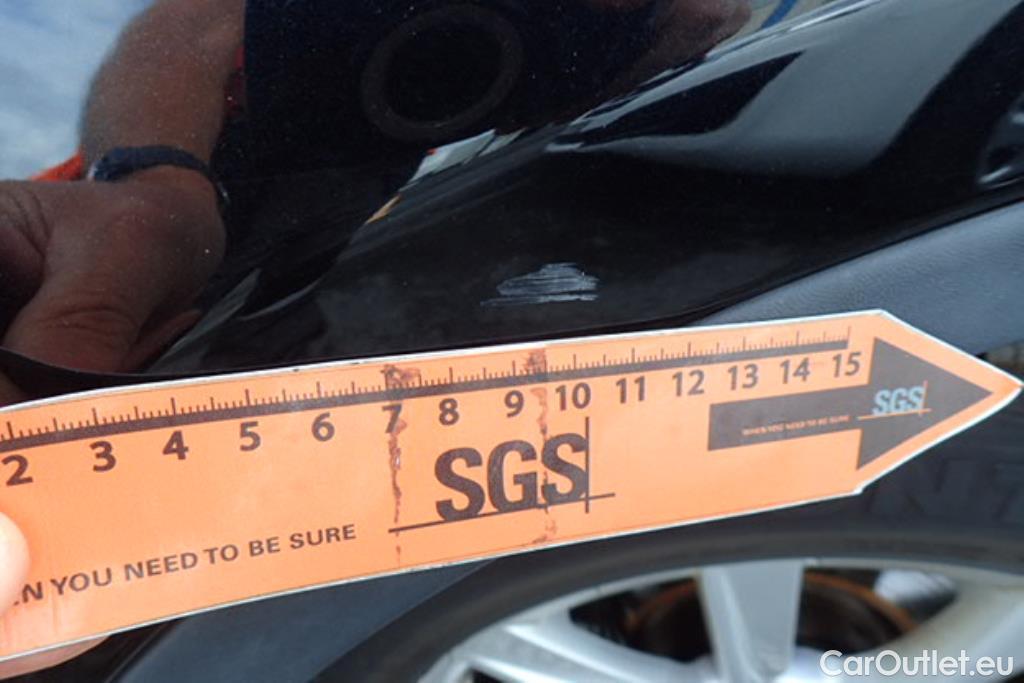 2 3 4 5 6 7 8 9 10 11 12 13 14 15
SGS
WHEN YOU NEED TO BE SURE
SGS
EN YOU NEED TO BE SURE
CarOutlet.eu